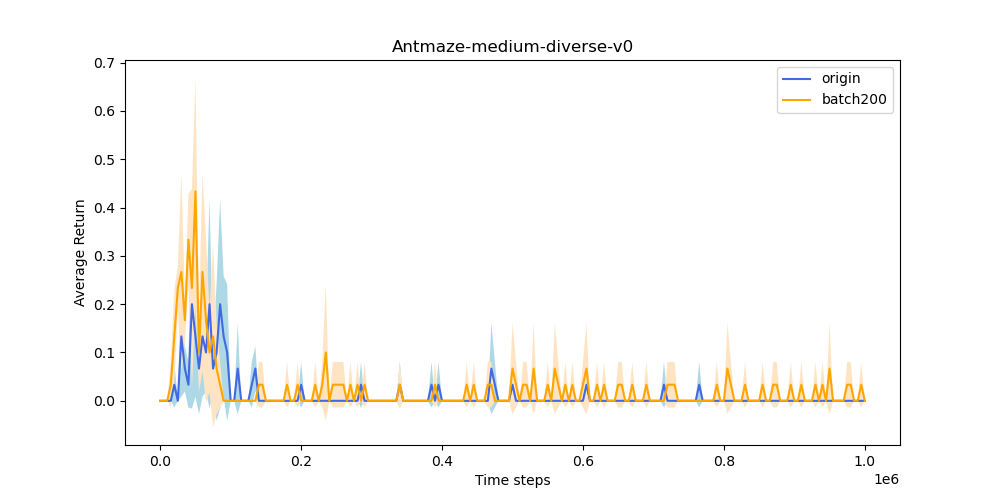 Antmaze-medium-diverse-v0
origin
batch200
Average Return
0.7
0.6
0.5
0.4
0.3
0.2
0.1
0.0
0.0 0.2 0.4 0.6 0.8 1.0
1e6
Time steps